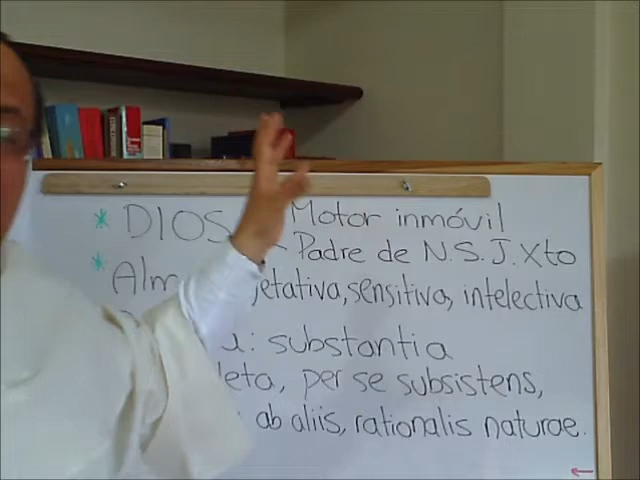 * DIOS Motor inmóvil
- Padre de N.S.J.Xto
* Alm etativa, sensitiva, intelectiva
a: substantia
leta, per se subsistens,
ab aliis, rationalis naturae.